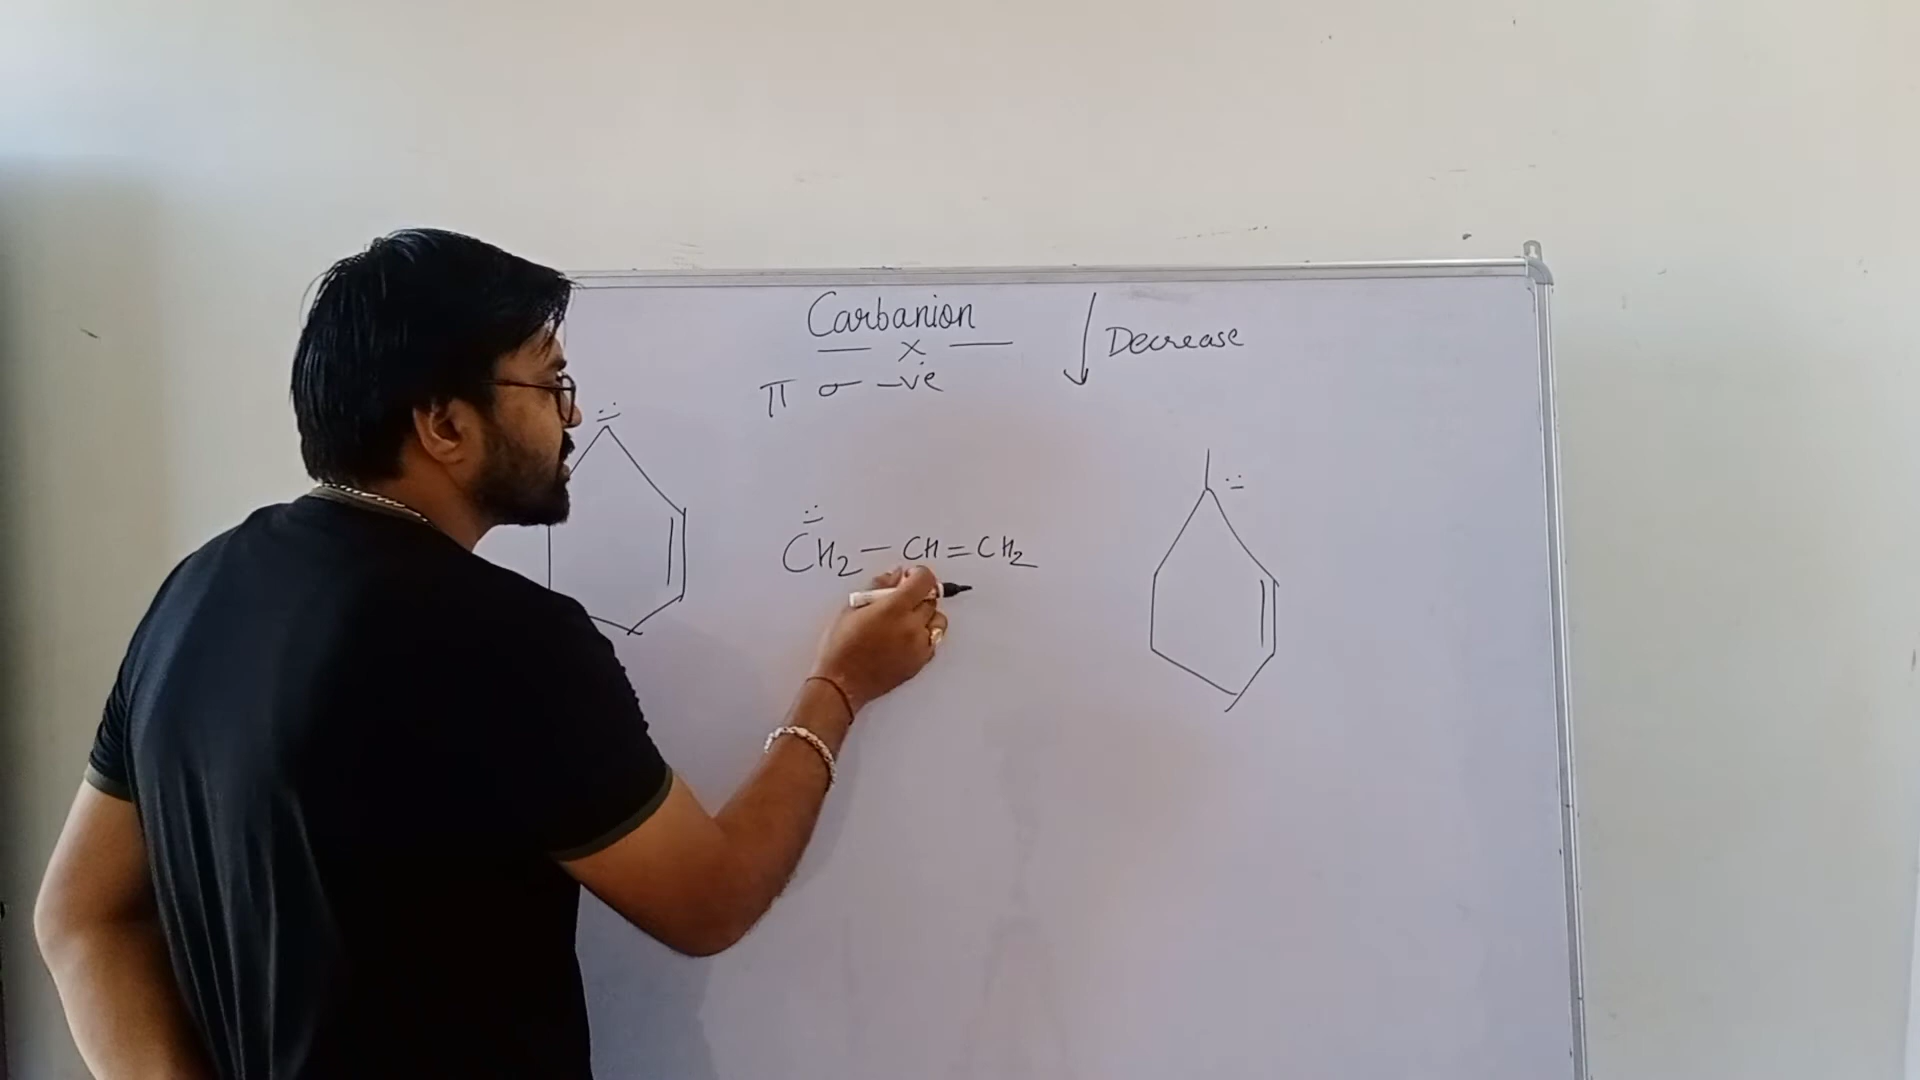 Carbanion
— x —
π σ -ve
↓ Decrease
CH2 — CH = CH2